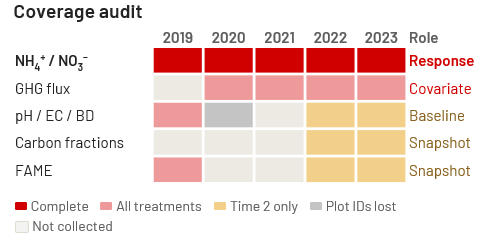 Coverage audit
2019 2020 2021 2022 2023 Role
NH₄⁺ / NO₃⁻ Response
GHG flux Covariate
pH / EC / BD Baseline
Carbon fractions Snapshot
FAME Snapshot
Complete All treatments Time 2 only Plot IDs lost
Not collected